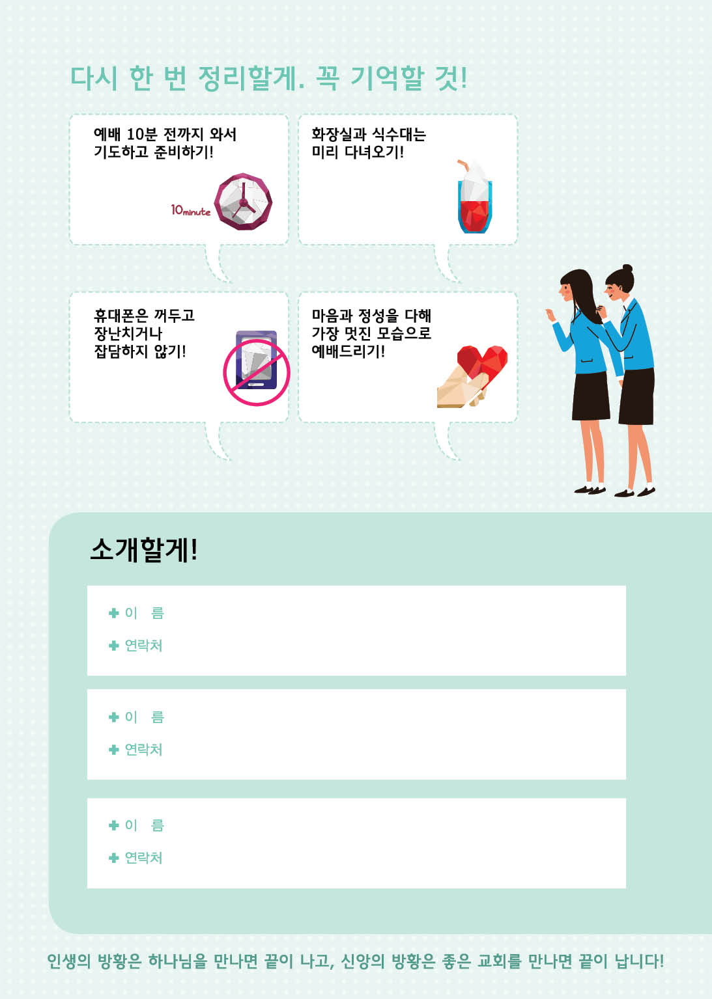 다시 한 번 정리할게. 꼭 기억할 것!
예배 10분 전까지 와서
기도하고 준비하기!
10minute
화장실과 식수대는
미리 다녀오기!
휴대폰은 꺼두고
장난치거나
잡담하지 않기!
마음과 정성을 다해
가장 멋진 모습으로
예배드리기!
소개할게!
이 름
연락처
이 름
연락처
이 름
연락처
인생의 방황은 하나님을 만나면 끝이 나고, 신앙의 방황은 좋은 교회를 만나면 끝이 납니다!